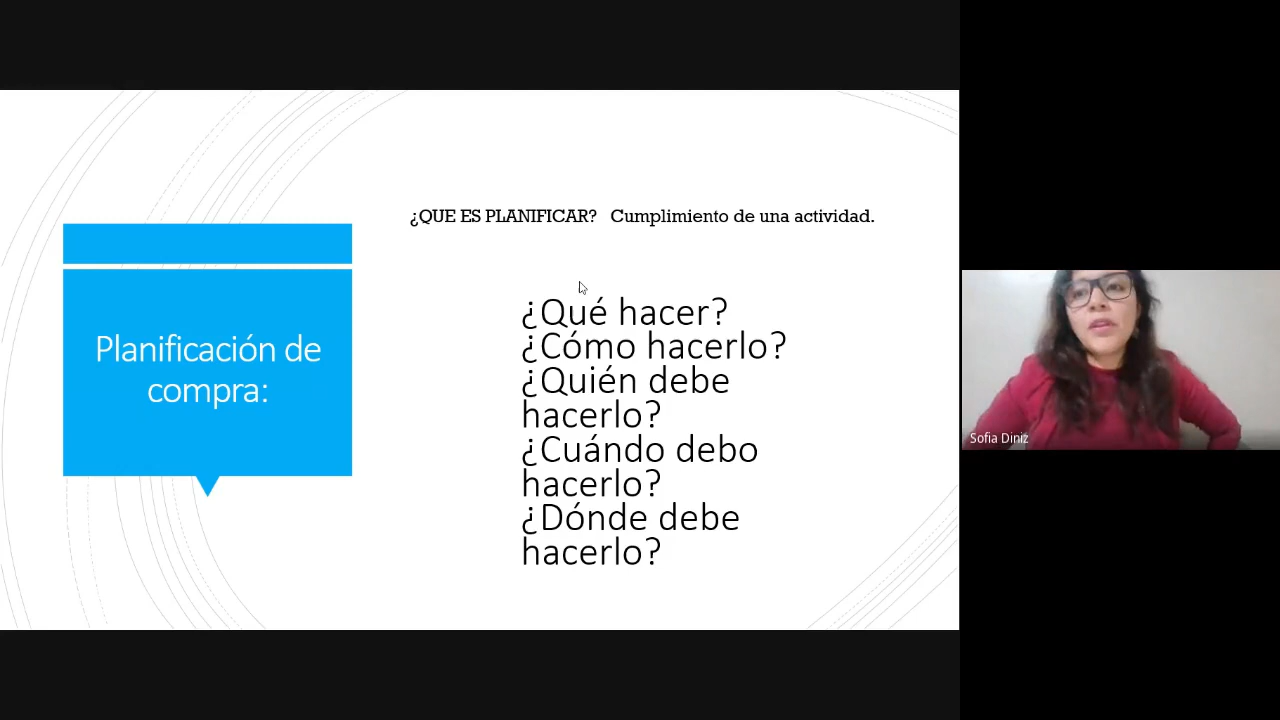 ¿QUE ES PLANIFICAR?   Cumplimiento de una actividad.
Planificación de
compra:
¿Qué hacer?
¿Cómo hacerlo?
¿Quién debe
hacerlo?
¿Cuándo debo
hacerlo?
¿Dónde debe
hacerlo?
Sofia Diniz